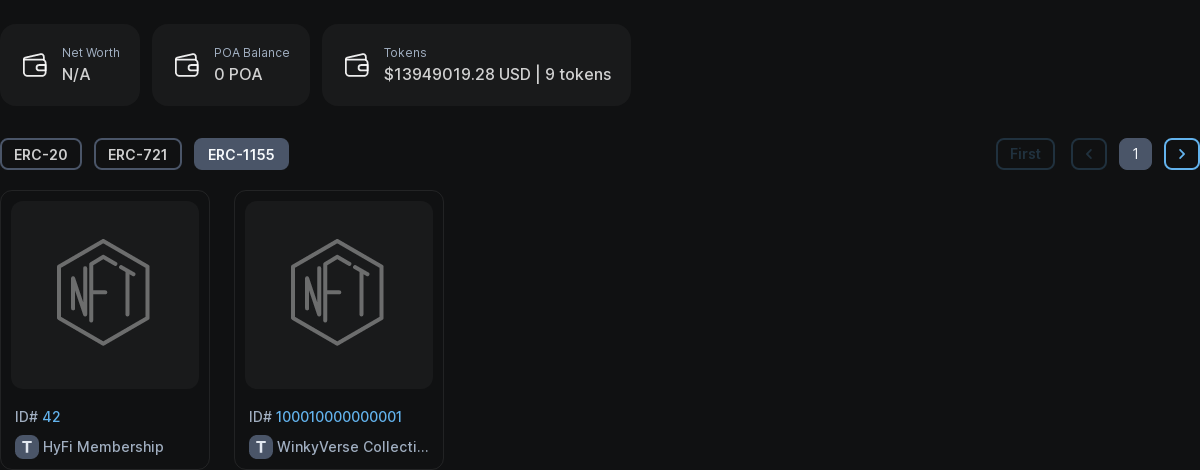 Net Worth
N/A
POA Balance
0 POA
Tokens
$13949019.28 USD | 9 tokens
ERC-20
ERC-721
ERC-1155
First
1
NFT
NFT
ID# 42
T HyFi Membership
ID# 100010000000001
T WinkyVerse Collecti...